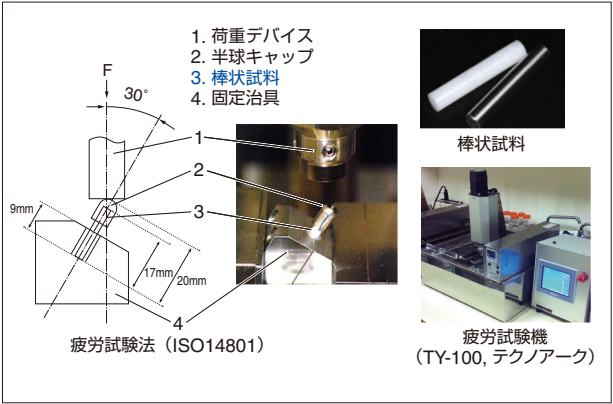 1. 荷重デバイス
2. 半球キャップ
3. 棒状試料
4. 固定治具
F
30°
1
2
3
4
9mm
17mm
20mm
疲労試験法（ISO14801）
棒状試料
疲労試験機
（TY-100, テクノアーク）